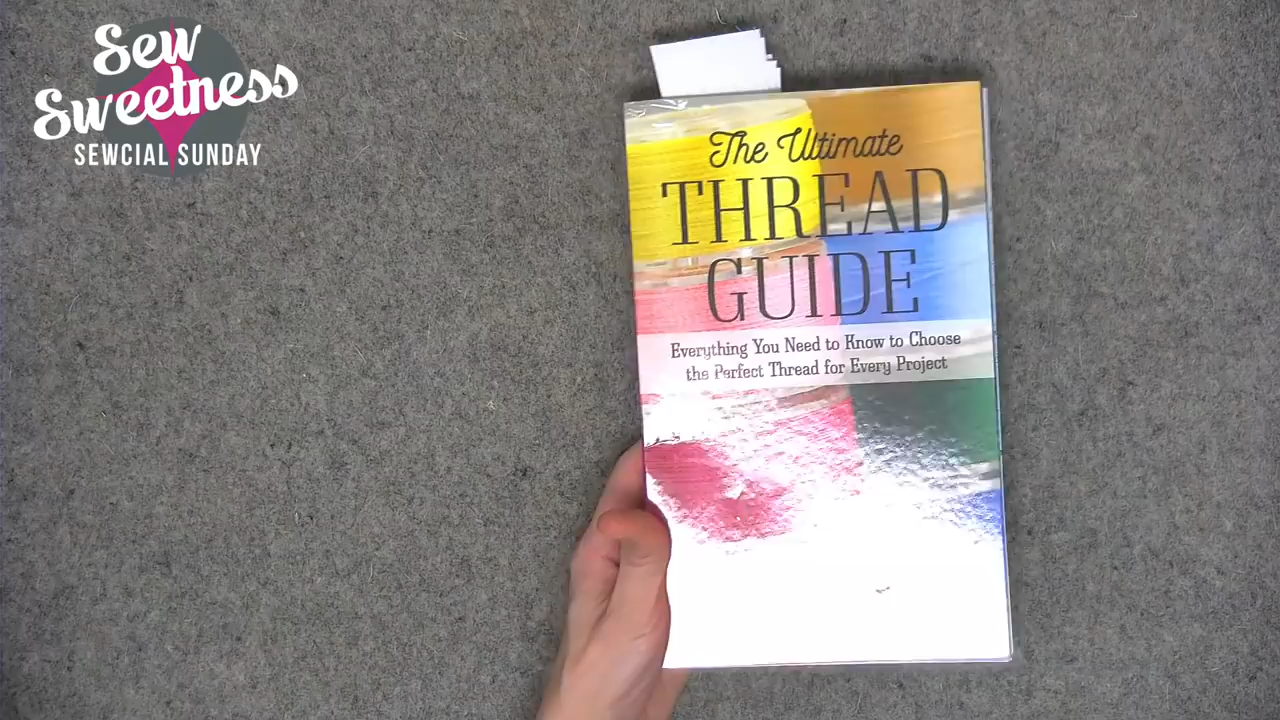 Sew
Sweetness
SEWCIAL SUNDAY
The Ultimate
THREAD
GUIDE
Everything You Need to Know to Choose
the Perfect Thread for Every Project